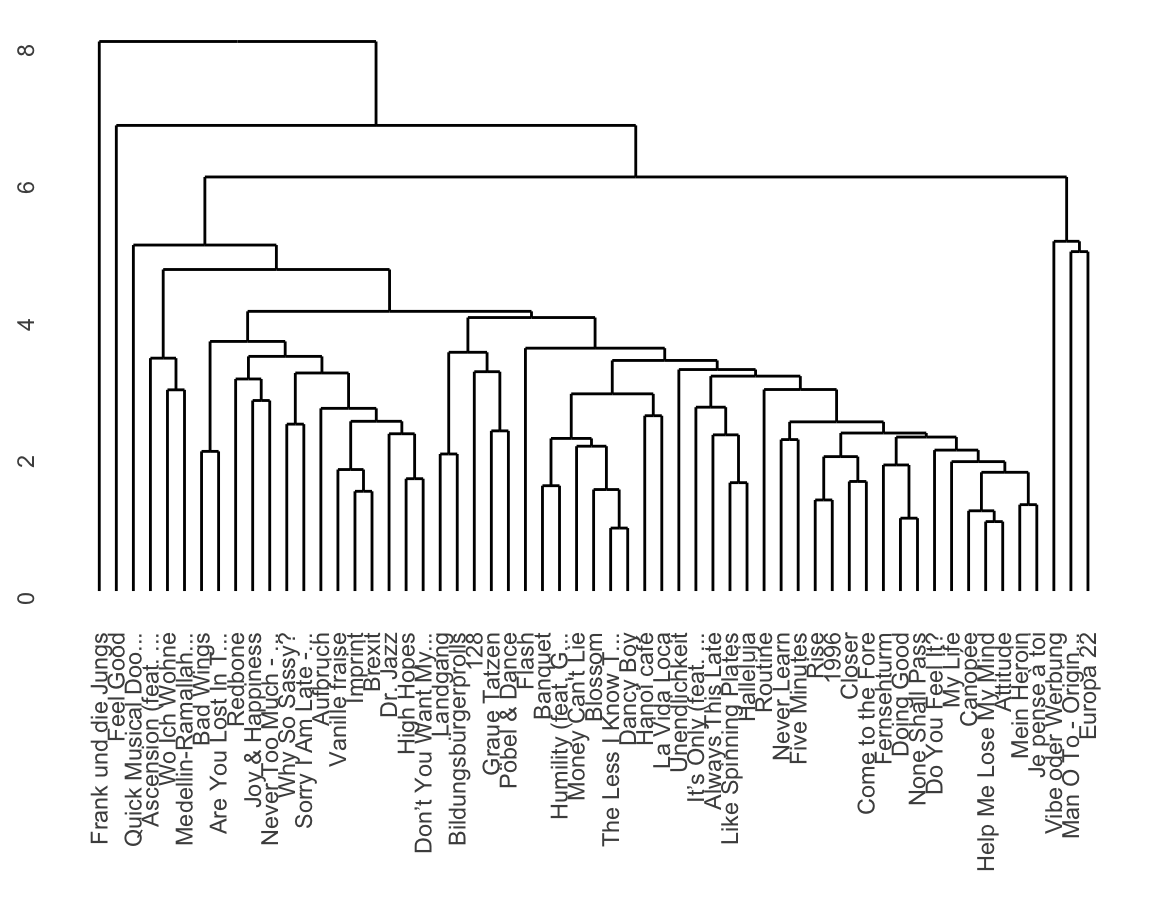 8
6
4
2
0
Frank und die Jungs
Feel Good
Quick Musical Doo…
Ascension (feat. …
Wo Ich Wohne
Medellin-Ramallah…
Bad Wings
Are You Lost In T…
Redbone
Joy & Happiness
Never Too Much - …
Why So Sassy?
Sorry I Am Late -…
Aufbruch
Vanille fraise
Imprint
Brexit
Dr. Jazz
High Hopes
Don't You Want My…
Landgang
Bildungsbürgerprolls
128
Graue Tatzen
Pöbel & Dance
Flash
Banquet
Humility (feat. G…
Money Can't Lie
Blossom
The Less I Know T…
Dancy Boy
Hanoi café
La Vida Loca
Unendlichkeit
It's Only (feat. …
Always This Late
Like Spinning Plates
Halleluja
Routine
Never Learn
Five Minutes
Rise
1996
Closer
Come to the Fore
Fernsehturm
Doing Good
None Shall Pass
Do You Feel It?
My Life
Canopée
Help Me Lose My Mind
Attitude
Mein Heroin
Je pense à toi
Vibe oder Werbung
Man O To - Origin…
Europa 22